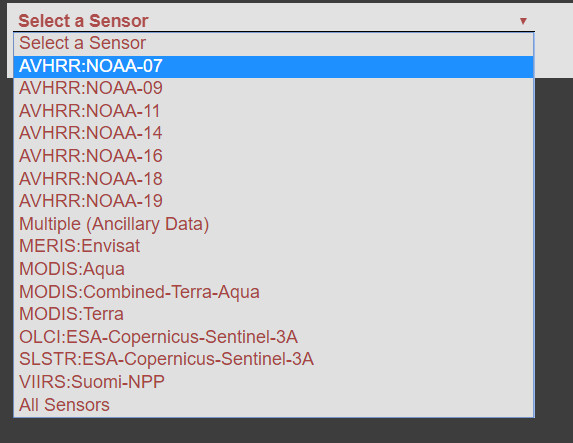 Select a Sensor
Select a Sensor
AVHRR:NOAA-07
AVHRR:NOAA-09
AVHRR:NOAA-11
AVHRR:NOAA-14
AVHRR:NOAA-16
AVHRR:NOAA-18
AVHRR:NOAA-19
Multiple (Ancillary Data)
MERIS:Envisat
MODIS:Aqua
MODIS:Combined-Terra-Aqua
MODIS:Terra
OLCI:ESA-Copernicus-Sentinel-3A
SLSTR:ESA-Copernicus-Sentinel-3A
VIIRS:Suomi-NPP
All Sensors